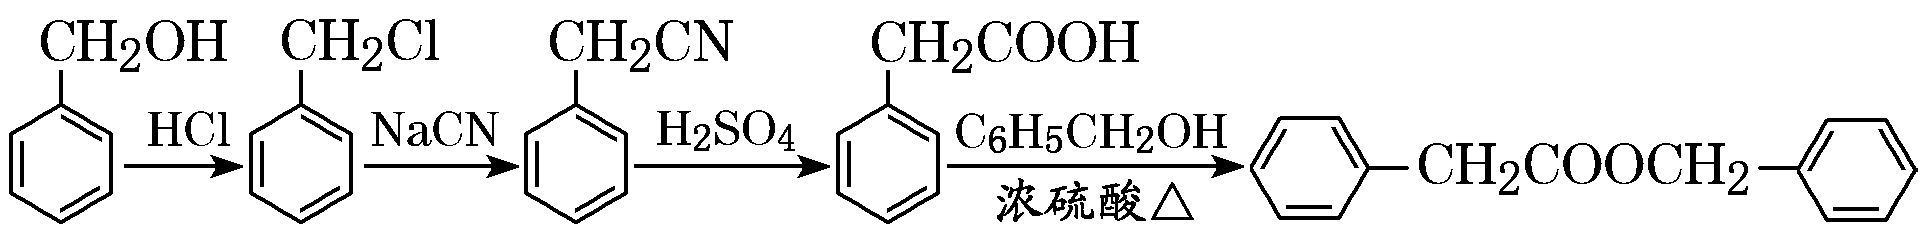 CH₂OH CH₂Cl CH₂CN CH₂COOH
HCl NaCN H₂SO₄ C₆H₅CH₂OH
CH₂COOCH₂
浓硫酸△